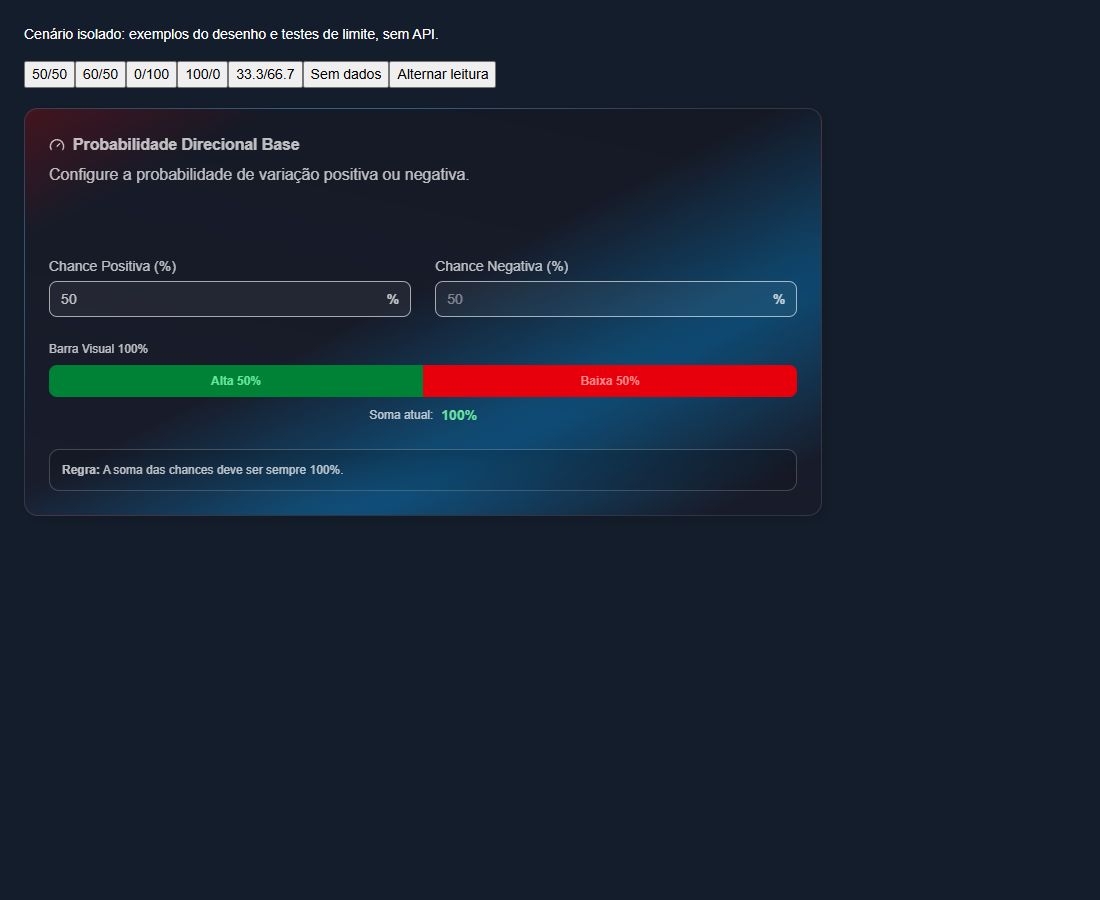 Cenário isolado: exemplos do desenho e testes de limite, sem API.
50/50 60/50 0/100 100/0 33.3/66.7 Sem dados Alternar leitura
Probabilidade Direcional Base
Configure a probabilidade de variação positiva ou negativa.
Chance Positiva (%) Chance Negativa (%)
50 % 50 %
Barra Visual 100%
Alta 50% Baixa 50%
Soma atual: 100%
Regra: A soma das chances deve ser sempre 100%.